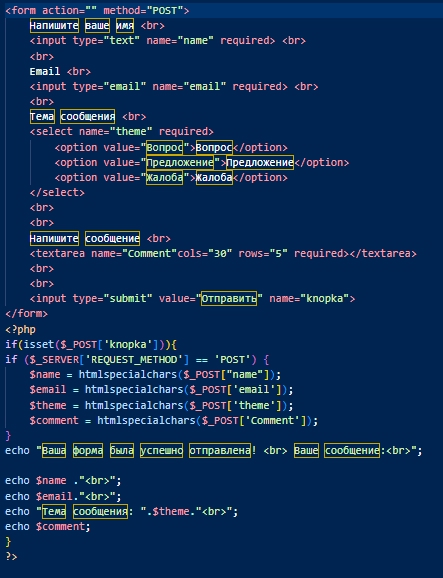 <form action="" method="POST">
Напишите ваше имя <br>
<input type="text" name="name" required> <br>
<br>
Email <br>
<input type="email" name="email" required> <br>
<br>
Тема сообщения <br>
<select name="theme" required>
<option value="Вопрос">Вопрос</option>
<option value="Предложение">Предложение</option>
<option value="Жалоба">Жалоба</option>
</select>
<br>
<br>
Напишите сообщение <br>
<textarea name="Comment"cols="30" rows="5" required></textarea>
<br>
<br>
<input type="submit" value="Отправить" name="knopka">
</form>
<?php
if(isset($_POST['knopka'])){
if ($_SERVER['REQUEST_METHOD'] == 'POST') {
$name = htmlspecialchars($_POST["name"]);
$email = htmlspecialchars($_POST['email']);
$theme = htmlspecialchars($_POST['theme']);
$comment = htmlspecialchars($_POST['Comment']);
}
echo "Ваша форма была успешно отправлена! <br> Ваше сообщение:<br>";
echo $name ."<br>";
echo $email."<br>";
echo "Тема сообщения: ".$theme."<br>";
echo $comment;
}
?>